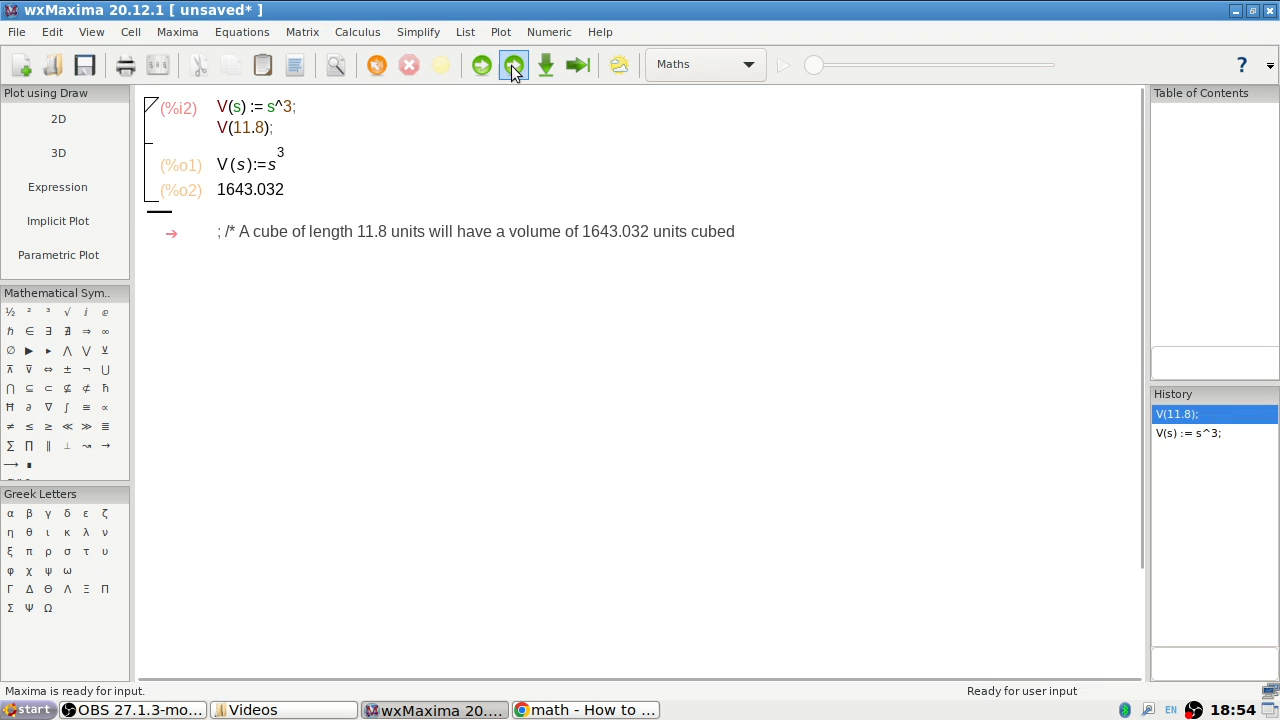 wxMaxima 20.12.1 [ unsaved* ]
File Edit View Cell Maxima Equations Matrix Calculus Simplify List Plot Numeric Help
Maths
?
Plot using Draw
2D
3D
Expression
Implicit Plot
Parametric Plot
Mathematical Sym..
½ ² ³ √ ⅈ ⅇ
ℏ ∈ ∃ ∄ ⇒ ∞
∅ ▶ ▸ ⋀ ⋁ ⊻
⊼ ⊽ ⇔ ± ¬ ⋃
⋂ ⊆ ⊂ ⊈ ⊄ ħ
Ħ ∂ ∇ ∫ ≅ ∝
≠ ≤ ≥ ≪ ≫ ≣
∑ ∏ ∥ ⟂ ↝ →
⟶ ∎
Greek Letters
α β γ δ ε ζ
η θ ι κ λ ν
ξ π ρ σ τ υ
φ χ ψ ω
Γ Δ Θ Λ Ξ Π
Σ Ψ Ω
(%i2) V(s) := s^3;
V(11.8);
(%o1) V(s):=s³
(%o2) 1643.032
➔ ; /* A cube of length 11.8 units will have a volume of 1643.032 units cubed
Table of Contents
History
V(11.8);
V(s) := s^3;
Maxima is ready for input.
Ready for user input
start
OBS 27.1.3-mo...
Videos
wxMaxima 20....
math - How to ...
EN
18:54